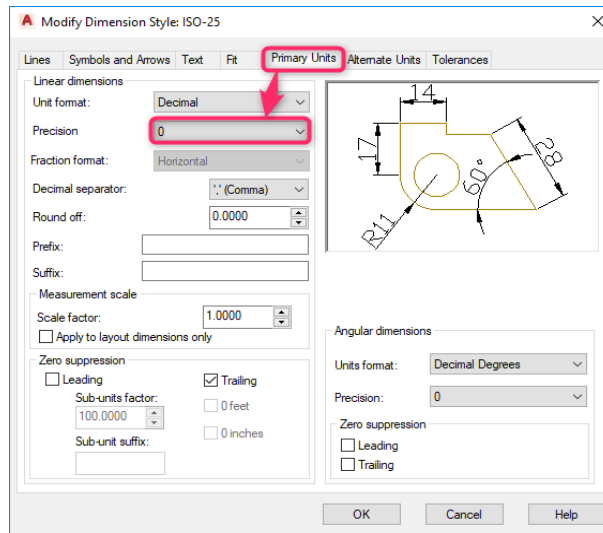 Modify Dimension Style: ISO-25
Lines Symbols and Arrows Text Fit Primary Units Alternate Units Tolerances
Linear dimensions
Unit format: Decimal
Precision 0
Fraction format: Horizontal
Decimal separator: ',' (Comma)
Round off: 0.0000
Prefix:
Suffix:
Measurement scale
Scale factor: 1.0000
Apply to layout dimensions only
Zero suppression
Leading Trailing
Sub-units factor: 0 feet
100.0000
Sub-unit suffix: 0 inches
14
17
28
60°
R11
Angular dimensions
Units format: Decimal Degrees
Precision: 0
Zero suppression
Leading
Trailing
OK Cancel Help